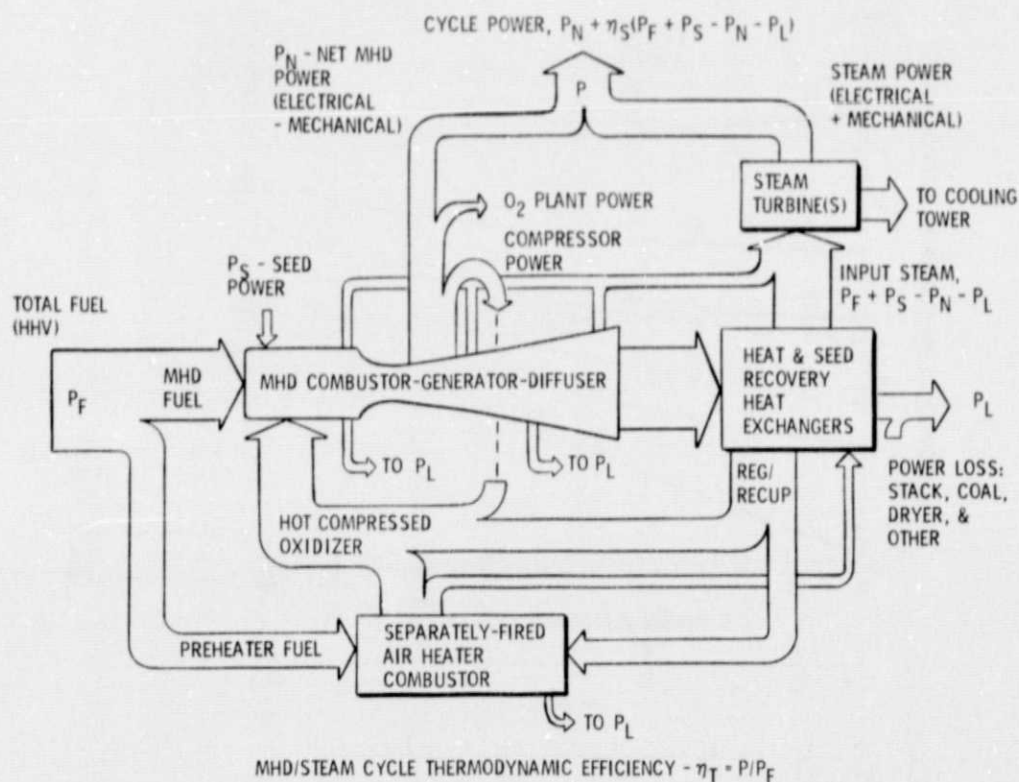 CYCLE POWER, P_N + η_S(P_F + P_S - P_N - P_L)
P_N - NET MHD
POWER
(ELECTRICAL
- MECHANICAL)
P
STEAM POWER
(ELECTRICAL
+ MECHANICAL)
STEAM
TURBINE(S)
TO COOLING
TOWER
O_2 PLANT POWER
COMPRESSOR
POWER
P_S - SEED
POWER
INPUT STEAM,
P_F + P_S - P_N - P_L
TOTAL FUEL
(HHV)
P_F
MHD
FUEL
MHD COMBUSTOR-GENERATOR-DIFFUSER
HEAT & SEED
RECOVERY
HEAT
EXCHANGERS
P_L
TO P_L
TO P_L
REG/
RECUP
POWER LOSS:
STACK, COAL,
DRYER, &
OTHER
HOT COMPRESSED
OXIDIZER
PREHEATER FUEL
SEPARATELY-FIRED
AIR HEATER
COMBUSTOR
TO P_L
MHD/STEAM CYCLE THERMODYNAMIC EFFICIENCY - η_T = P/P_F